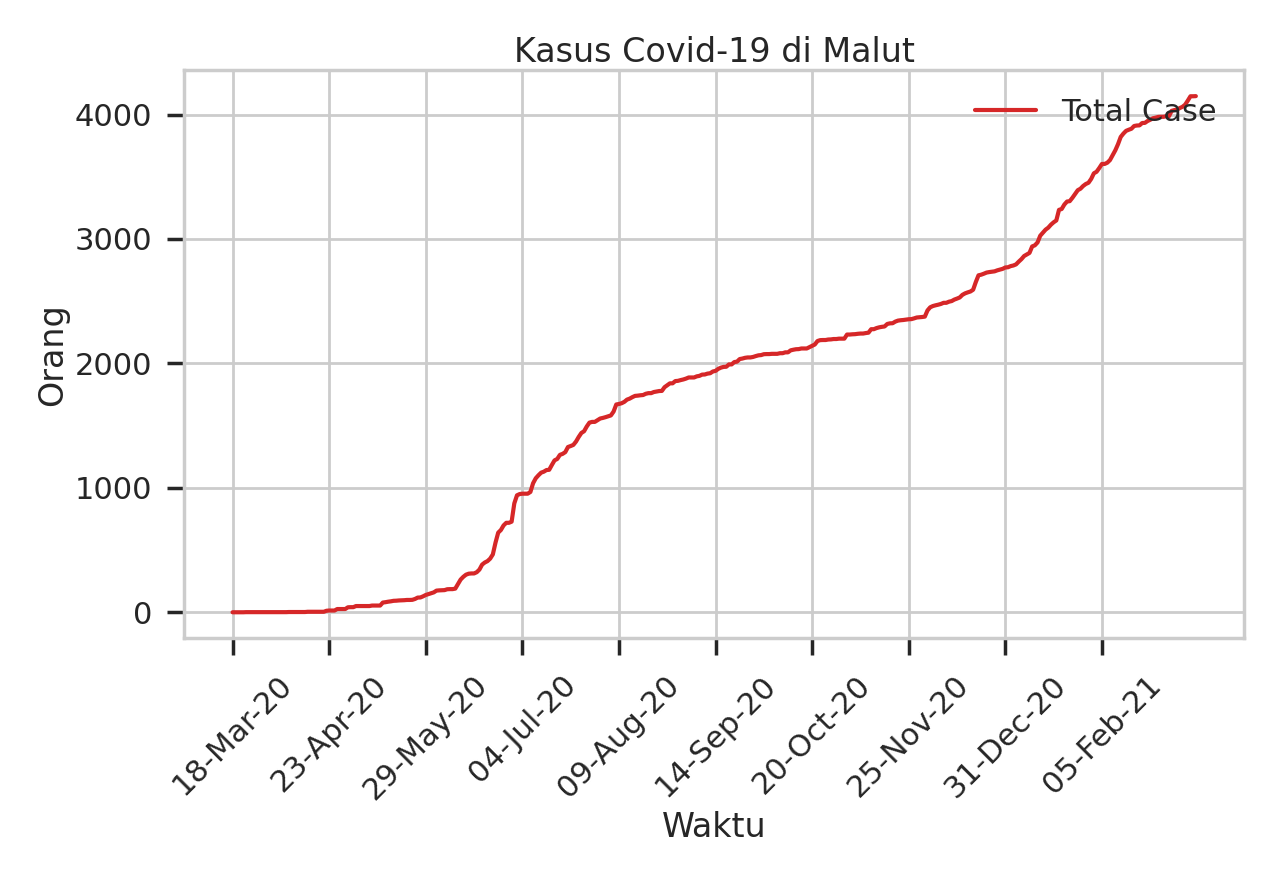 Kasus Covid-19 di Malut
Total Case
Orang
4000
3000
2000
1000
0
18-Mar-20
23-Apr-20
29-May-20
04-Jul-20
09-Aug-20
14-Sep-20
20-Oct-20
25-Nov-20
31-Dec-20
05-Feb-21
Waktu